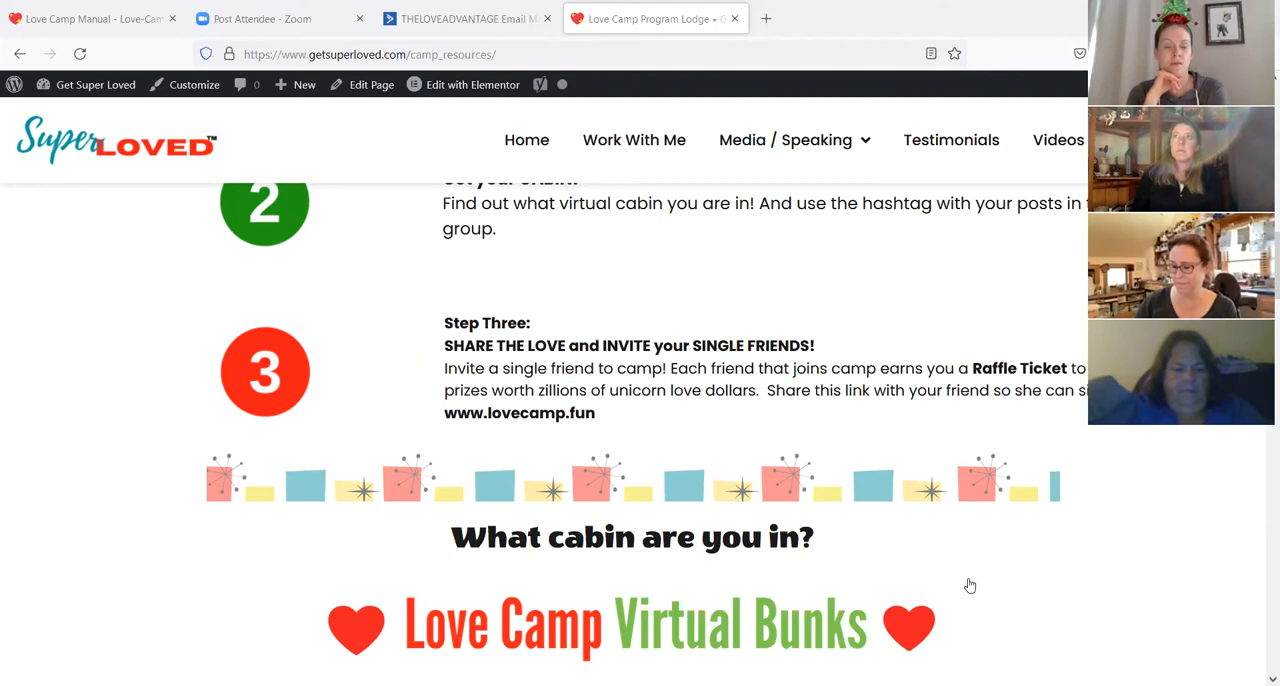 Love Camp Manual - Love-Cam
Post Attendee - Zoom
THELOVEADVANTAGE Email M
Love Camp Program Lodge • G
https://www.getsuperloved.com/camp_resources/
Get Super Loved
Customize
0
New
Edit Page
Edit with Elementor
Super LOVED™
Home
Work With Me
Media / Speaking
Testimonials
Videos
2
Find out what virtual cabin you are in! And use the hashtag with your posts in
group.
3
Step Three:
SHARE THE LOVE and INVITE your SINGLE FRIENDS!
Invite a single friend to camp! Each friend that joins camp earns you a Raffle Ticket to
prizes worth zillions of unicorn love dollars. Share this link with your friend so she can si
www.lovecamp.fun
What cabin are you in?
Love Camp Virtual Bunks